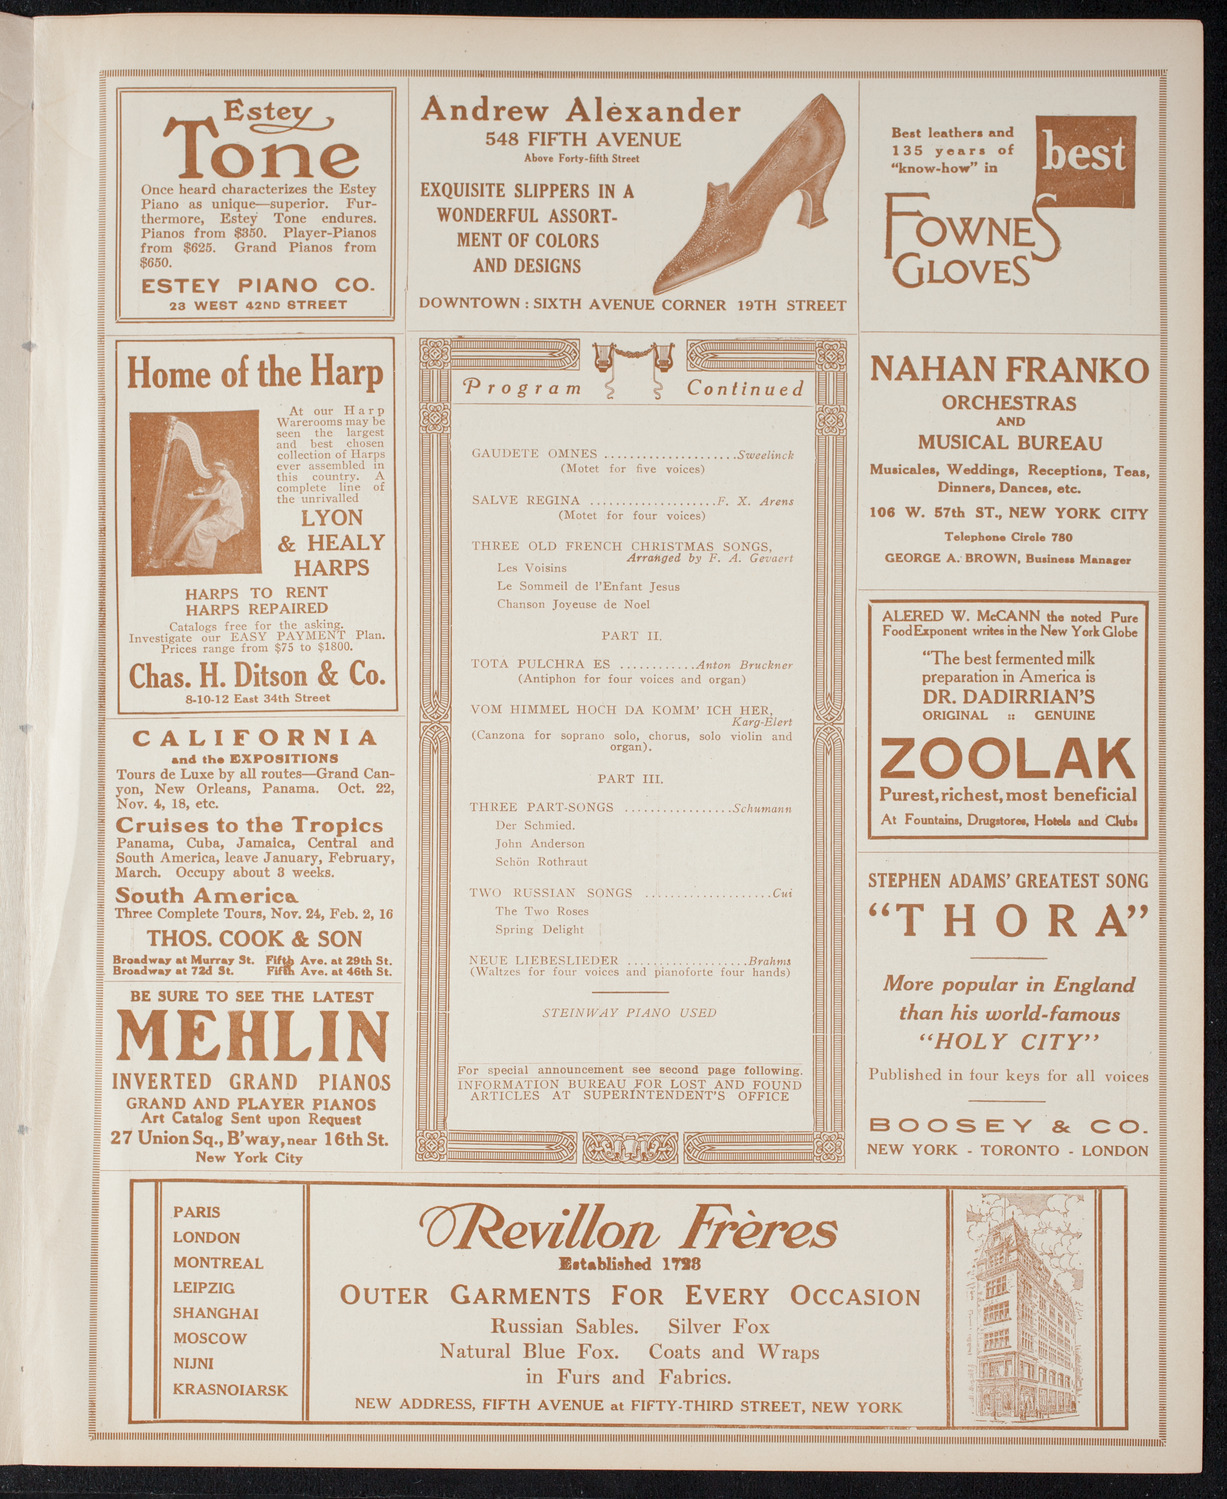 Estey
Tone
Once heard characterizes the Estey
Piano as unique—superior. Fur-
thermore, Estey Tone endures.
Pianos from $350. Player-Pianos
from $625. Grand Pianos from
$650.
ESTEY PIANO CO.
23 WEST 42ND STREET
Andrew Alexander
548 FIFTH AVENUE
Above Forty-fifth Street
EXQUISITE SLIPPERS IN A
WONDERFUL ASSORT-
MENT OF COLORS
AND DESIGNS
DOWNTOWN : SIXTH AVENUE CORNER 19TH STREET
Best leathers and
135 years of
"know-how" in
best
FOWNES
GLOVES
Home of the Harp
At our Harp
Warerooms may be
seen the largest
and best chosen
collection of Harps
ever assembled in
this country. A
complete line of
the unrivalled
LYON
& HEALY
HARPS
HARPS TO RENT
HARPS REPAIRED
Catalogs free for the asking.
Investigate our EASY PAYMENT Plan.
Prices range from $75 to $1800.
Chas. H. Ditson & Co.
8-10-12 East 34th Street
CALIFORNIA
and the EXPOSITIONS
Tours de Luxe by all routes—Grand Can-
yon, New Orleans, Panama. Oct. 22,
Nov. 4, 18, etc.
Cruises to the Tropics
Panama, Cuba, Jamaica, Central and
South America, leave January, February,
March. Occupy about 3 weeks.
South America
Three Complete Tours, Nov. 24, Feb. 2, 16
THOS. COOK & SON
Broadway at Murray St. Fifth Ave. at 29th St.
Broadway at 72d St. Fifth Ave. at 46th St.
BE SURE TO SEE THE LATEST
MEHLIN
INVERTED GRAND PIANOS
GRAND AND PLAYER PIANOS
Art Catalog Sent upon Request
27 Union Sq., B'way, near 16th St.
New York City
Program Continued
GAUDETE OMNES ....................Sweelinck
(Motet for five voices)
SALVE REGINA ....................F. X. Arens
(Motet for four voices)
THREE OLD FRENCH CHRISTMAS SONGS,
Arranged by F. A. Gevaert
Les Voisins
Le Sommeil de l'Enfant Jesus
Chanson Joyeuse de Noel
PART II.
TOTA PULCHRA ES ............Anton Bruckner
(Antiphon for four voices and organ)
VOM HIMMEL HOCH DA KOMM' ICH HER,
Karg-Elert
(Canzona for soprano solo, chorus, solo violin and
organ).
PART III.
THREE PART-SONGS .................Schumann
Der Schmied.
John Anderson
Schön Rothraut
TWO RUSSIAN SONGS ....................Cui
The Two Roses
Spring Delight
NEUE LIEBESLIEDER ...................Brahms
(Waltzes for four voices and pianoforte four hands)
STEINWAY PIANO USED
For special announcement see second page following.
INFORMATION BUREAU FOR LOST AND FOUND
ARTICLES AT SUPERINTENDENT'S OFFICE
NAHAN FRANKO
ORCHESTRAS
AND
MUSICAL BUREAU
Musicales, Weddings, Receptions, Teas,
Dinners, Dances, etc.
106 W. 57th ST., NEW YORK CITY
Telephone Circle 780
GEORGE A. BROWN, Business Manager
ALERED W. McCANN the noted Pure
Food Exponent writes in the New York Globe
"The best fermented milk
preparation in America is
DR. DADIRRIAN'S
ORIGINAL :: GENUINE
ZOOLAK
Purest, richest, most beneficial
At Fountains, Drugstores, Hotels and Clubs
STEPHEN ADAMS' GREATEST SONG
"THORA"
More popular in England
than his world-famous
"HOLY CITY"
Published in four keys for all voices
BOOSEY & CO.
NEW YORK - TORONTO - LONDON
PARIS
LONDON
MONTREAL
LEIPZIG
SHANGHAI
MOSCOW
NIJNI
KRASNOIARSK
Revillon Frères
Established 1723
OUTER GARMENTS FOR EVERY OCCASION
Russian Sables. Silver Fox
Natural Blue Fox. Coats and Wraps
in Furs and Fabrics.
NEW ADDRESS, FIFTH AVENUE at FIFTY-THIRD STREET, NEW YORK